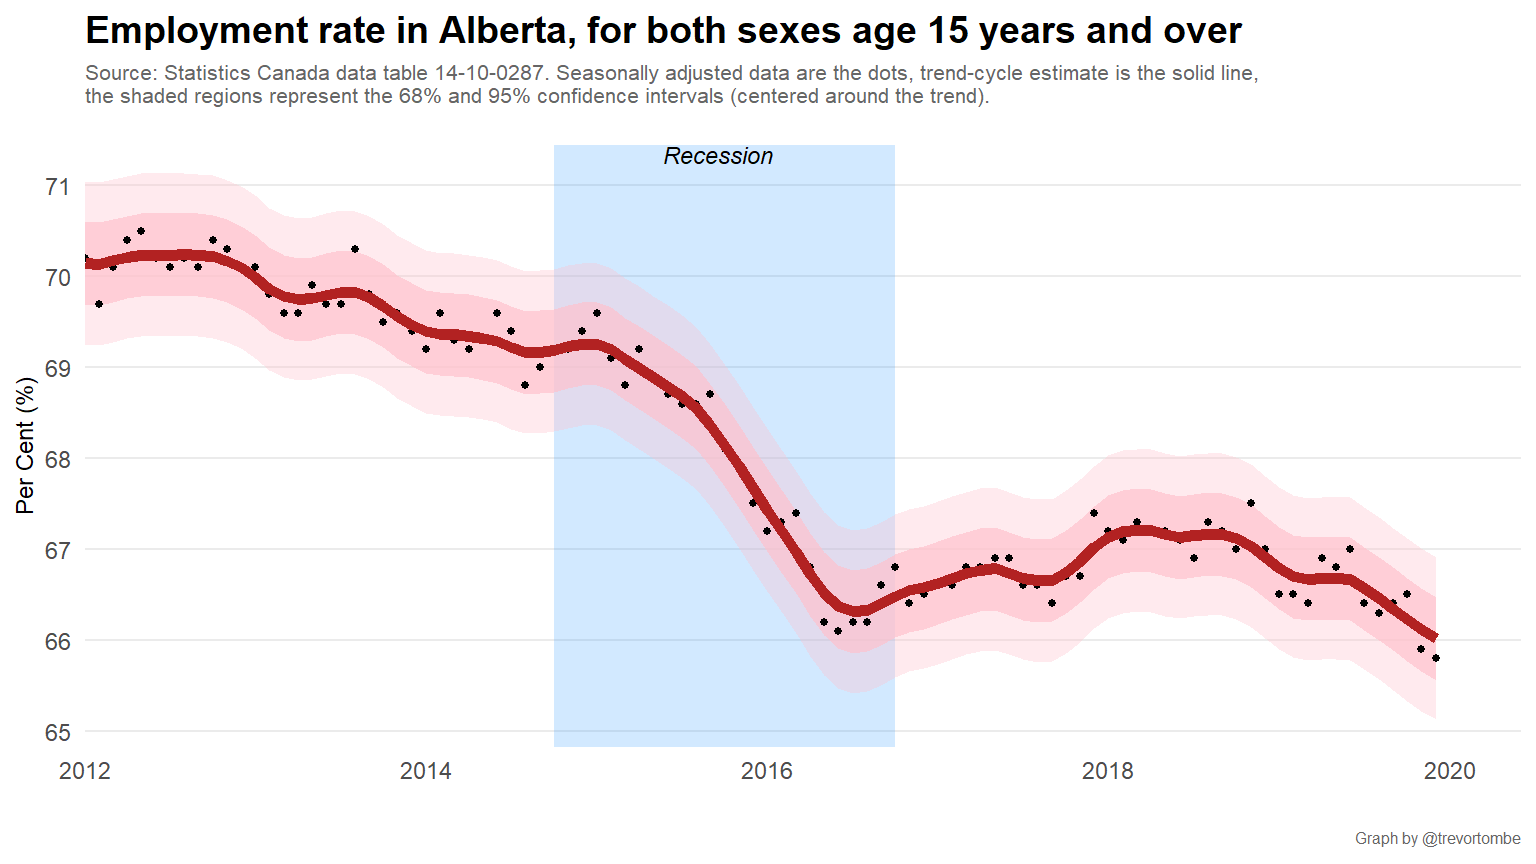 Employment rate in Alberta, for both sexes age 15 years and over
Source: Statistics Canada data table 14-10-0287. Seasonally adjusted data are the dots, trend-cycle estimate is the solid line,
the shaded regions represent the 68% and 95% confidence intervals (centered around the trend).
Recession
71
70
69
68
67
66
65
Per Cent (%)
2012 2014 2016 2018 2020
Graph by @trevortombe